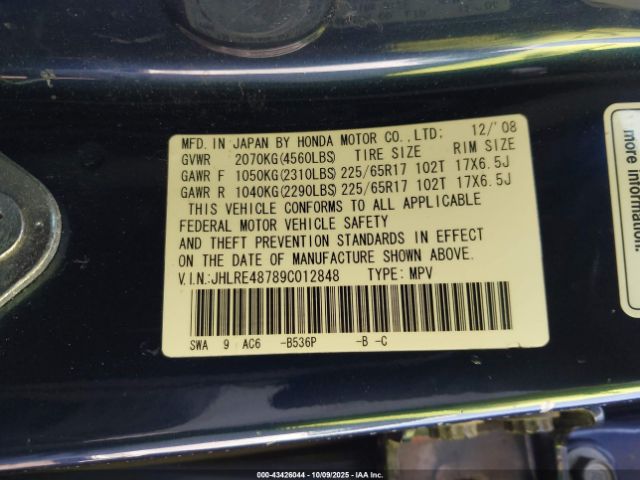 MFD. IN JAPAN BY HONDA MOTOR CO., LTD: 12/'08
GVWR 2070KG(4560LBS) TIRE SIZE RIM SIZE
GAWR F 1050KG(2310LBS) 225/65R17 102T 17X6.5J
GAWR R 1040KG(2290LBS) 225/65R17 102T 17X6.5J
THIS VEHICLE CONFORMS TO ALL APPLICABLE
FEDERAL MOTOR VEHICLE SAFETY
AND THEFT PREVENTION STANDARDS IN EFFECT
ON THE DATE OF MANUFACTURE SHOWN ABOVE.
V.I.N.:JHLRE48789C012848 TYPE: MPV
SWA 9 AC6 -B536P -B -C
more information.
000-43426044 | 10/09/2025 | IAAI, Inc.